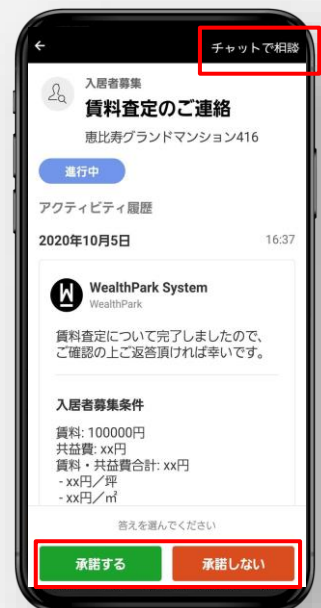 チャットで相談
入居者募集
賃料査定のご連絡
恵比寿グランドマンション416
進行中
アクティビティ履歴
2020年10月5日 16:37
WealthPark System
WealthPark
賃料査定について完了しましたので、
ご確認の上ご返答頂ければ幸いです。
入居者募集条件
賃料: 100000円
共益費: xx円
賃料・共益費合計: xx円
- xx円／坪
- xx円／㎡
答えを選んでください
承諾する 承諾しない